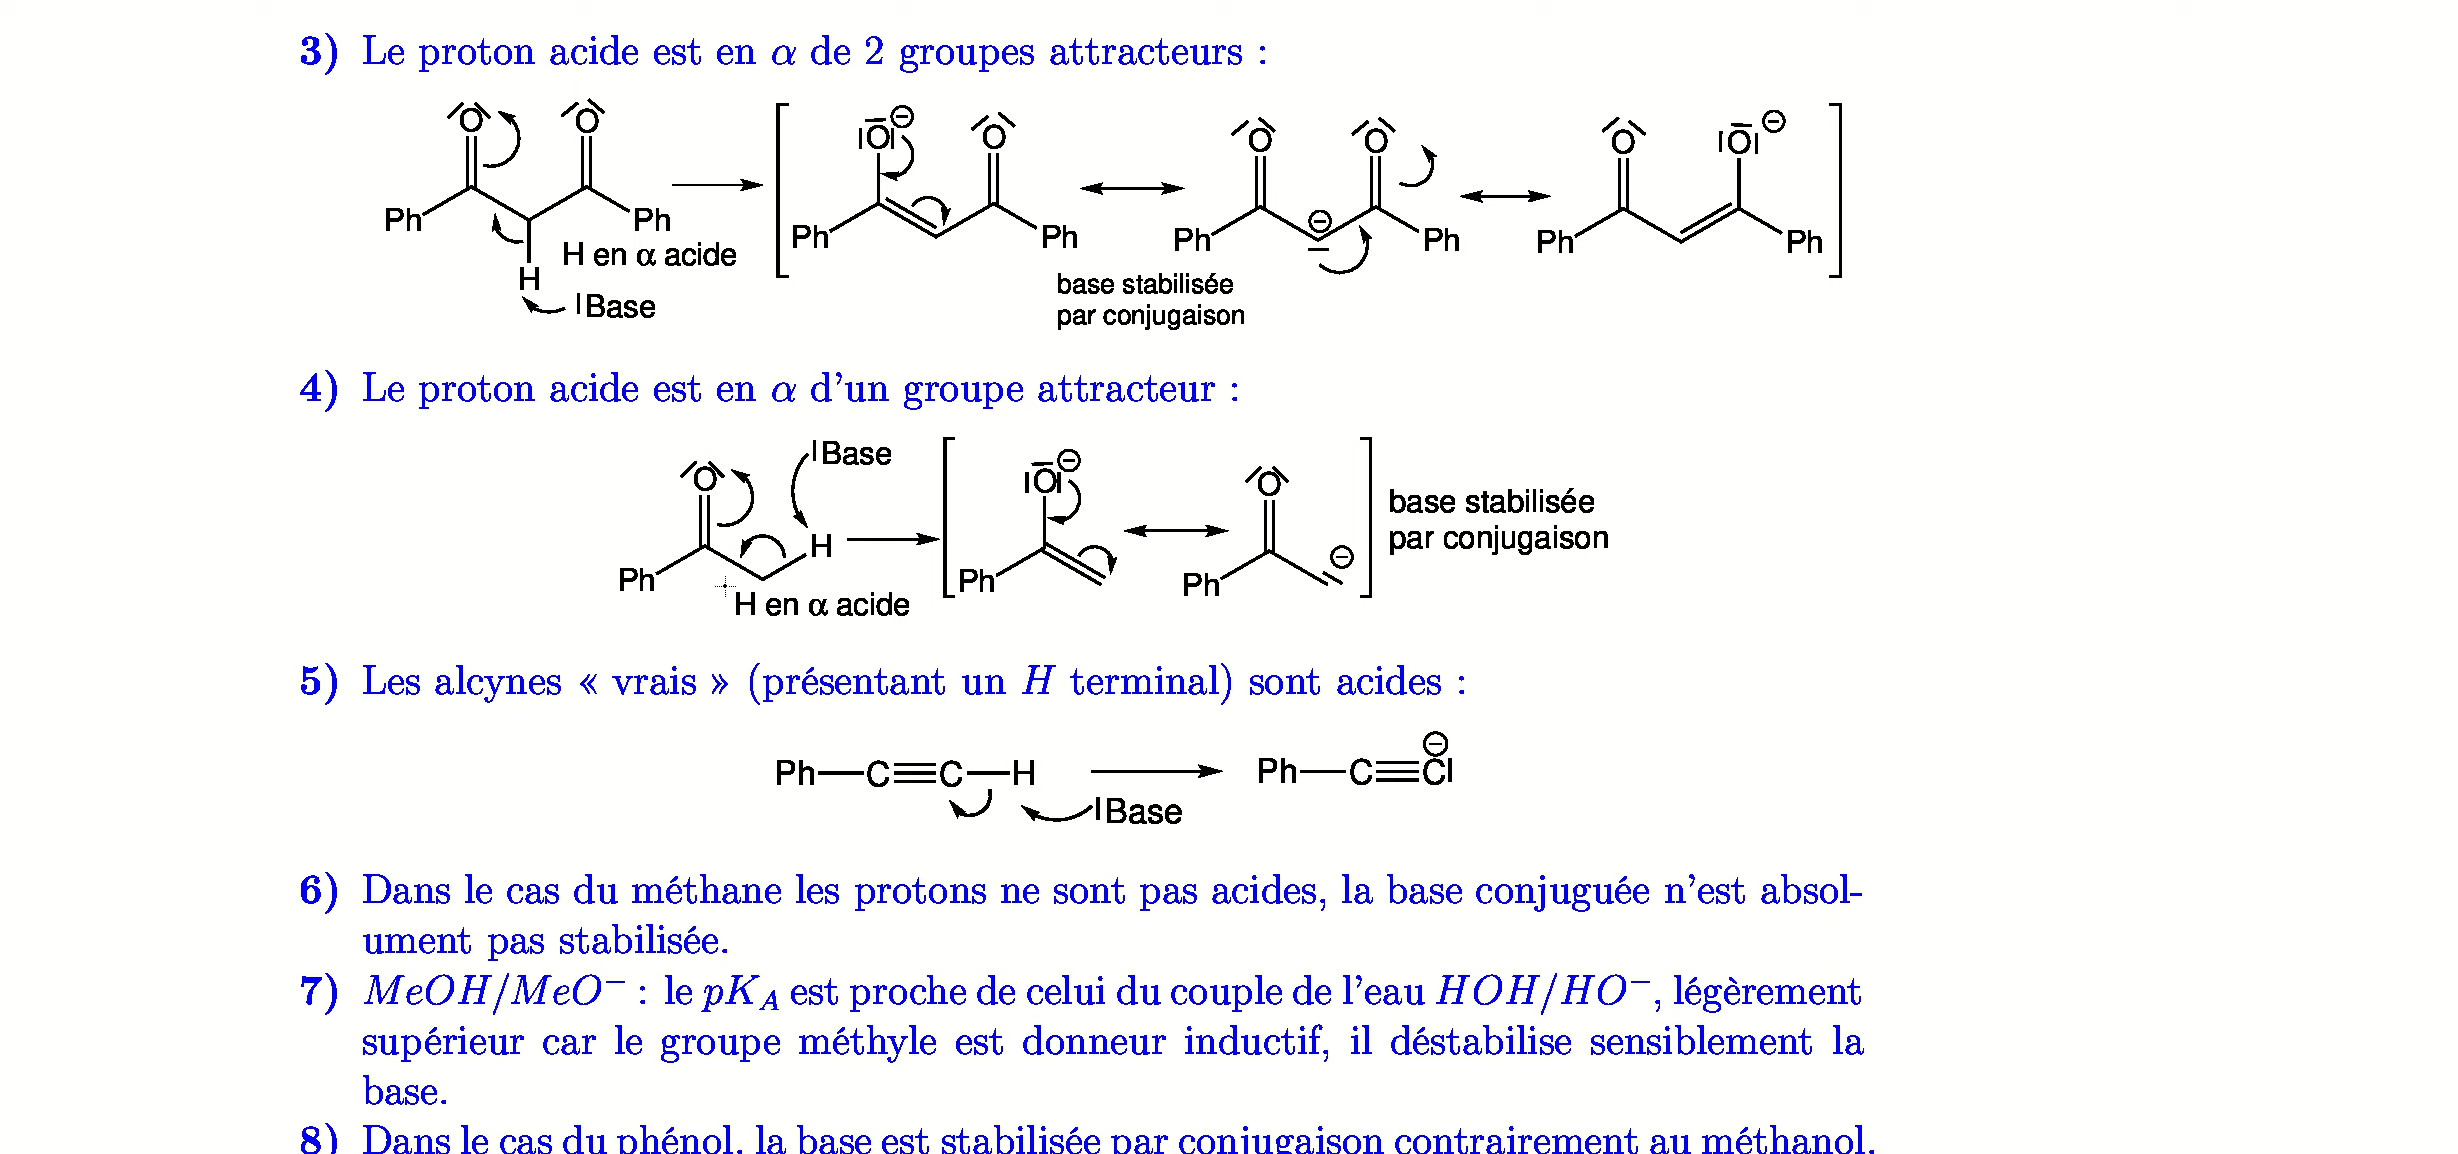 3) Le proton acide est en α de 2 groupes attracteurs :
O O |O| ⊖ O O O O |O| ⊖
Ph Ph Ph Ph Ph ⊖ Ph Ph Ph
H en α acide
H
|Base
base stabilisée
par conjugaison
4) Le proton acide est en α d'un groupe attracteur :
|Base
O |O| ⊖ O
H
Ph Ph Ph ⊖
H en α acide
base stabilisée
par conjugaison
5) Les alcynes « vrais » (présentant un H terminal) sont acides :
Ph—C≡C—H Ph—C≡C| ⊖
|Base
6) Dans le cas du méthane les protons ne sont pas acides, la base conjuguée n'est absol-
ument pas stabilisée.
7) MeOH/MeO⁻ : le pK_A est proche de celui du couple de l'eau HOH/HO⁻, légèrement
supérieur car le groupe méthyle est donneur inductif, il déstabilise sensiblement la
base.
8) Dans le cas du phénol, la base est stabilisée par conjugaison contrairement au méthanol.